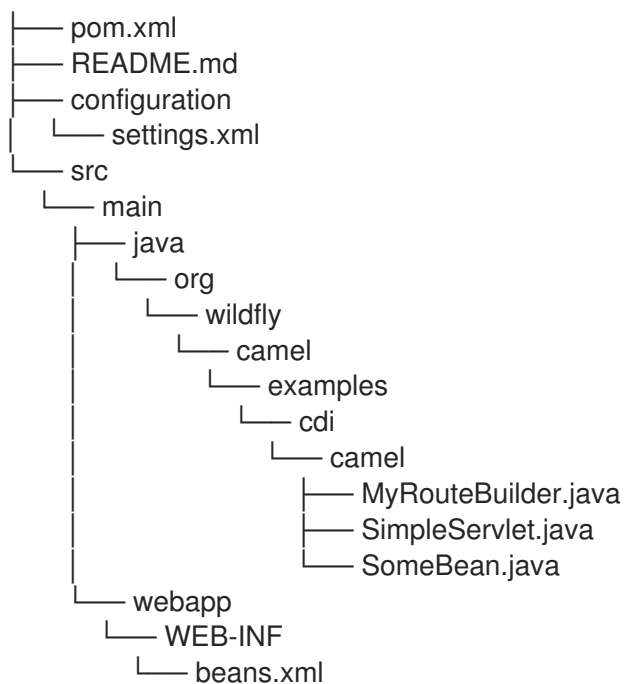 ├── pom.xml
├── README.md
├── configuration
│   └── settings.xml
└── src
    └── main
        ├── java
        │   └── org
        │       └── wildfly
        │           └── camel
        │               └── examples
        │                   └── cdi
        │                       └── camel
        │                           ├── MyRouteBuilder.java
        │                           ├── SimpleServlet.java
        │                           └── SomeBean.java
        └── webapp
            └── WEB-INF
                └── beans.xml